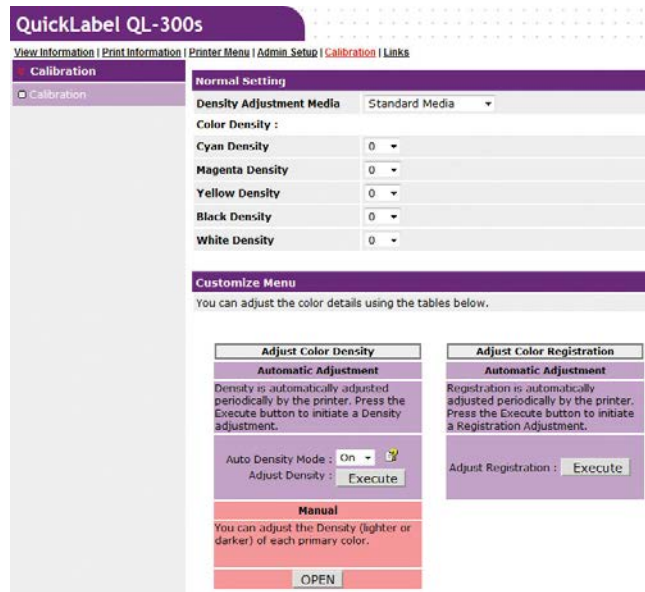 QuickLabel QL-300s
View Information | Print Information | Printer Menu | Admin Setup | Calibration | Links
Calibration
Calibration
Normal Setting
Density Adjustment Media Standard Media
Color Density :
Cyan Density 0
Magenta Density 0
Yellow Density 0
Black Density 0
White Density 0
Customize Menu
You can adjust the color details using the tables below.
Adjust Color Density
Automatic Adjustment
Density is automatically adjusted
periodically by the printer. Press the
Execute button to initiate a Density
adjustment.
Auto Density Mode : On
Adjust Density : Execute
Manual
You can adjust the Density (lighter or
darker) of each primary color.
OPEN
Adjust Color Registration
Automatic Adjustment
Registration is automatically
adjusted periodically by the printer.
Press the Execute button to initiate
a Registration Adjustment.
Adjust Registration : Execute